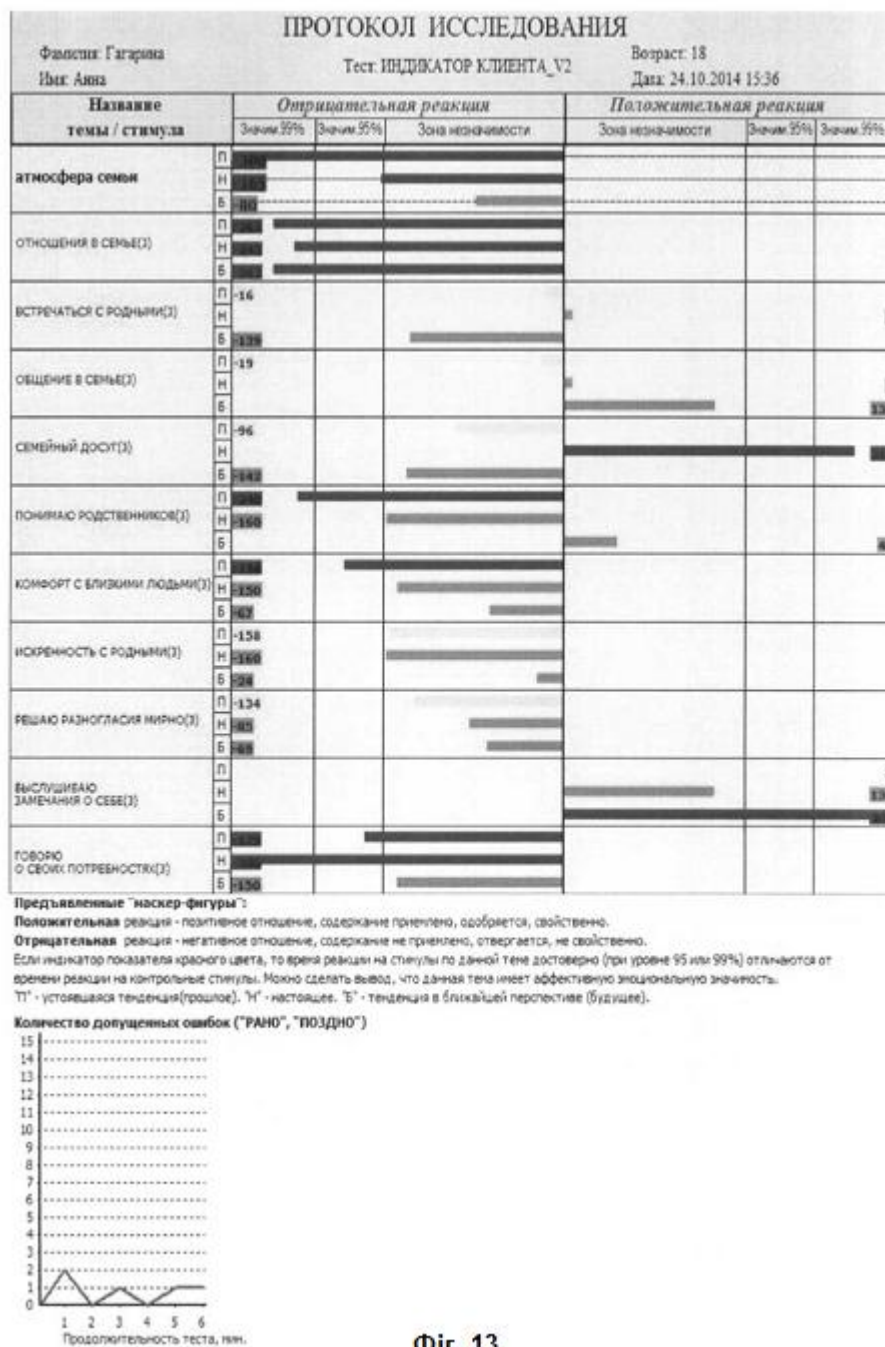 ПРОТОКОЛ ИССЛЕДОВАНИЯ
Фамилия: Гагарина
Имя: Анна
Тест: ИНДИКАТОР КЛИЕНТА_V2
Возраст: 18
Дата: 24.10.2014 15:36
Название темы / стимула
Отрицательная реакция
Положительная реакция
Значим.99% Значим.95% Зона незначимости Зона незначимости Значим.95% Значим.99%
атмосфера семьи
П
Н
Б -80
ОТНОШЕНИЯ В СЕМЬЕ(3)
П
Н
Б
ВСТРЕЧАТЬСЯ С РОДНЫМИ(3)
П -16
Н
Б -139
ОБЩЕНИЕ В СЕМЬЕ(3)
П -19
Н
Б
СЕМЕЙНЫЙ ДОСУГ(3)
П -96
Н
Б -142
ПОНИМАЮ РОДСТВЕННИКОВ(3)
П
Н -160
Б
КОМФОРТ С БЛИЗКИМИ ЛЮДЬМИ(3)
П
Н -150
Б -67
ИСКРЕННОСТЬ С РОДНЫМИ(3)
П -158
Н -160
Б -24
РЕШАЮ РАЗНОГЛАСИЯ МИРНО(3)
П -134
Н -85
Б -69
ВЫСЛУШИВАЮ
ЗАМЕЧАНИЯ О СЕБЕ(3)
П
Н
Б
ГОВОРЮ
О СВОИХ ПОТРЕБНОСТЯХ(3)
П
Н
Б -150
Предъявленные "маскер-фигуры":
Положительная реакция - позитивное отношение, содержание приемлемо, одобряется, свойственно.
Отрицательная реакция - негативное отношение, содержание не приемлемо, отвергается, не свойственно.
Если индикатор показателя красного цвета, то время реакции на стимулы по данной теме достоверно (при уровне 95 или 99%) отличаются от
времени реакции на контрольные стимулы. Можно сделать вывод, что данная тема имеет аффективную эмоциональную значимость.
"П" - устоявшаяся тенденция(прошлое). "Н" - настоящее. "Б" - тенденция в ближайшей перспективе (будущее).
Количество допущенных ошибок ("РАНО", "ПОЗДНО")
15
14
13
12
11
10
9
8
7
6
5
4
3
2
1
0
1 2 3 4 5 6
Продолжительность теста, мин.
Фіг. 13